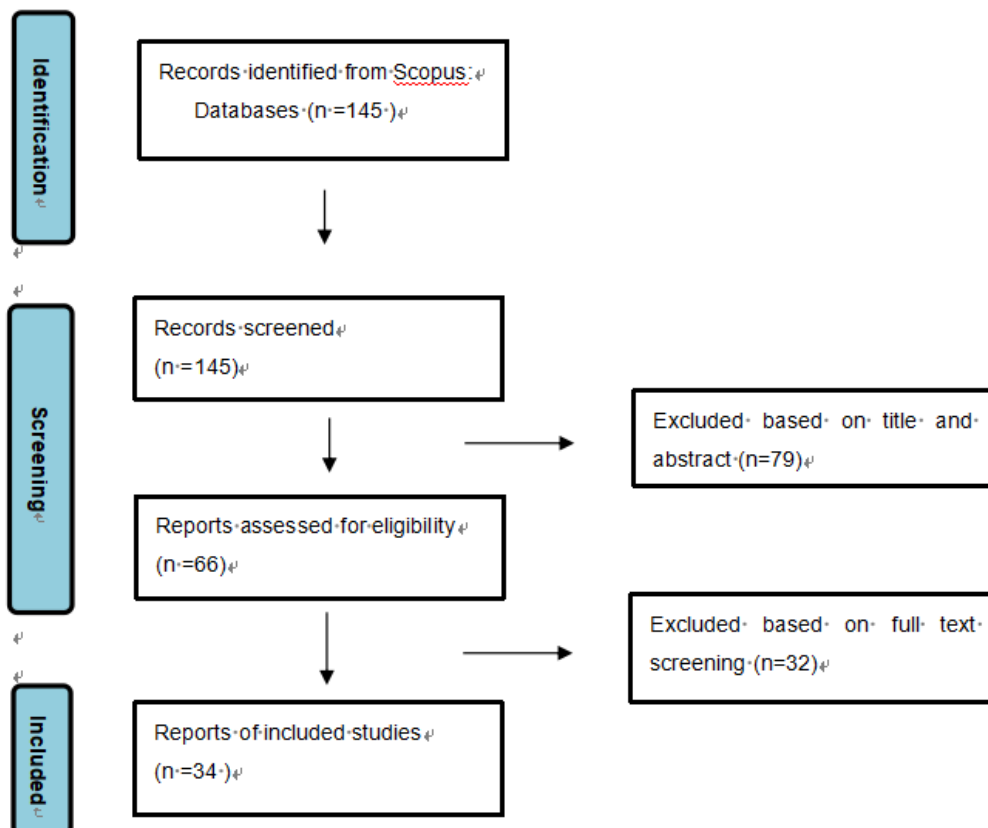 Identification
Records identified from Scopus:
Databases (n =145 )
Screening
Records screened
(n =145)
Excluded based on title and
abstract (n=79)
Reports assessed for eligibility
(n =66)
Excluded based on full text
screening (n=32)
Included
Reports of included studies
(n =34 )